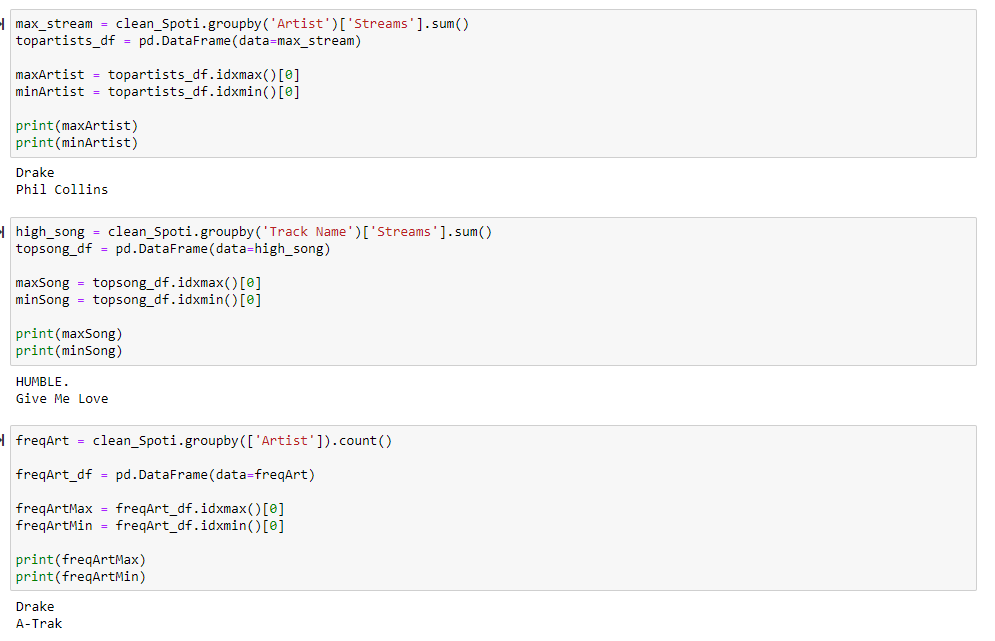 max_stream = clean_Spoti.groupby('Artist')['Streams'].sum()
topartists_df = pd.DataFrame(data=max_stream)
maxArtist = topartists_df.idxmax()[0]
minArtist = topartists_df.idxmin()[0]
print(maxArtist)
print(minArtist)
Drake
Phil Collins
high_song = clean_Spoti.groupby('Track Name')['Streams'].sum()
topsong_df = pd.DataFrame(data=high_song)
maxSong = topsong_df.idxmax()[0]
minSong = topsong_df.idxmin()[0]
print(maxSong)
print(minSong)
HUMBLE.
Give Me Love
freqArt = clean_Spoti.groupby(['Artist']).count()
freqArt_df = pd.DataFrame(data=freqArt)
freqArtMax = freqArt_df.idxmax()[0]
freqArtMin = freqArt_df.idxmin()[0]
print(freqArtMax)
print(freqArtMin)
Drake
A-Trak